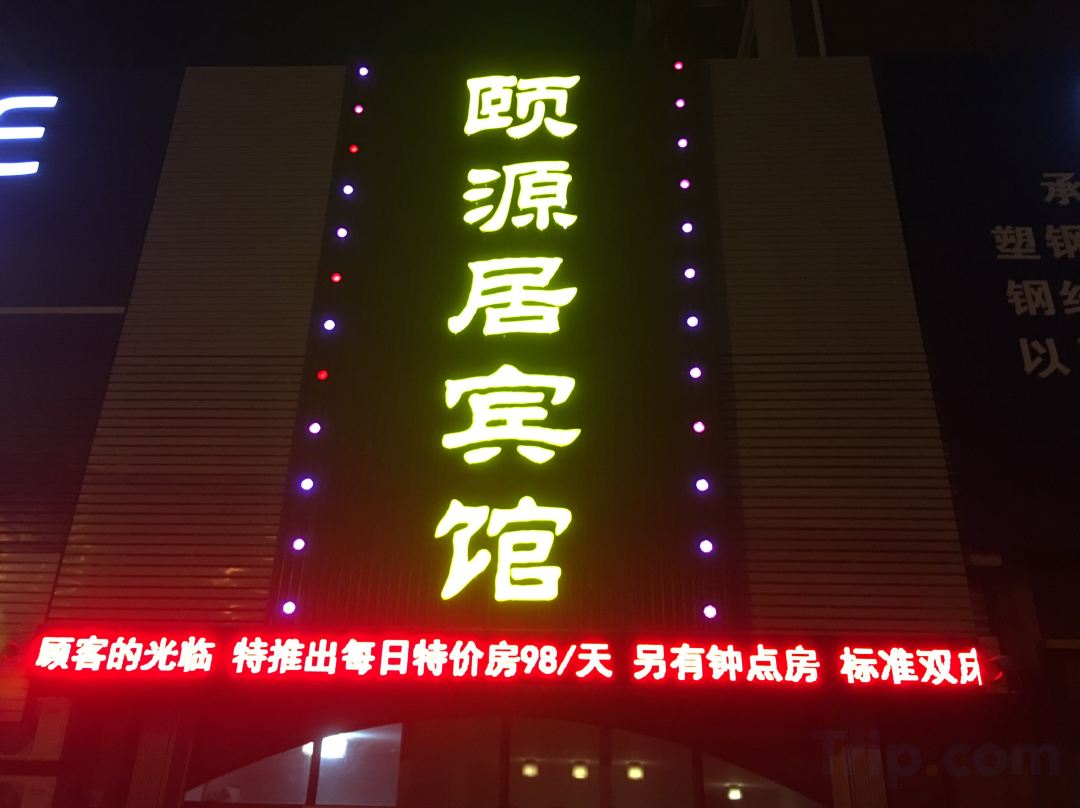 颐源居宾馆
顾客的光临 特推出每日特价房98/天 另有钟点房 标准双
承
塑钢
钢
以
E
Trip.com